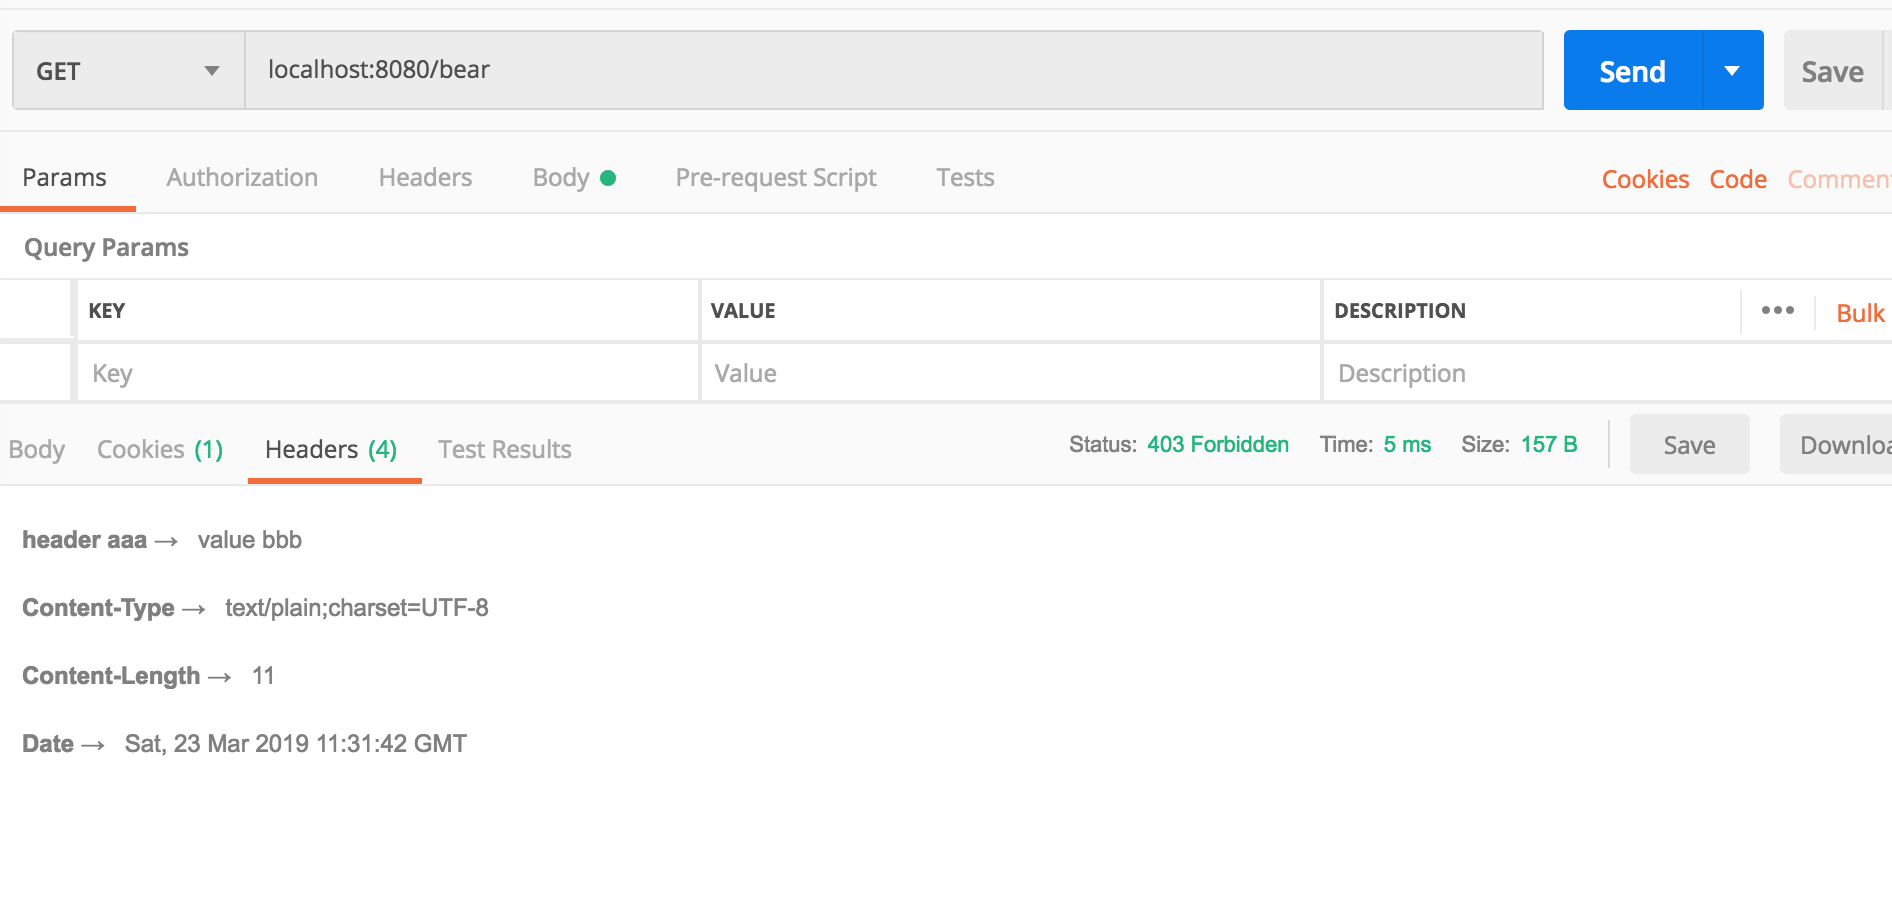 GET localhost:8080/bear Send Save
Params Authorization Headers Body Pre-request Script Tests Cookies Code Commen
Query Params
KEY VALUE DESCRIPTION ••• Bulk
Key Value Description
Body Cookies (1) Headers (4) Test Results Status: 403 Forbidden Time: 5 ms Size: 157 B Save Downloa
header aaa → value bbb
Content-Type → text/plain;charset=UTF-8
Content-Length → 11
Date → Sat, 23 Mar 2019 11:31:42 GMT